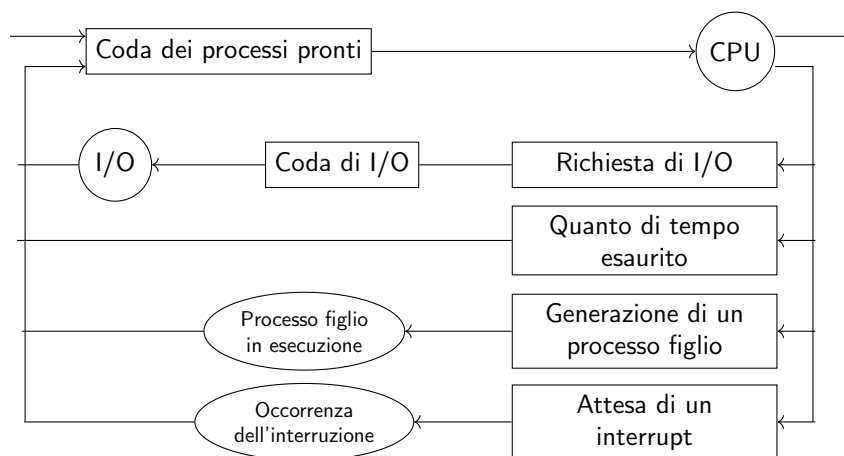 Coda dei processi pronti
CPU
I/O
Coda di I/O
Richiesta di I/O
Quanto di tempo
esaurito
Processo figlio
in esecuzione
Generazione di un
processo figlio
Occorrenza
dell'interruzione
Attesa di un
interrupt